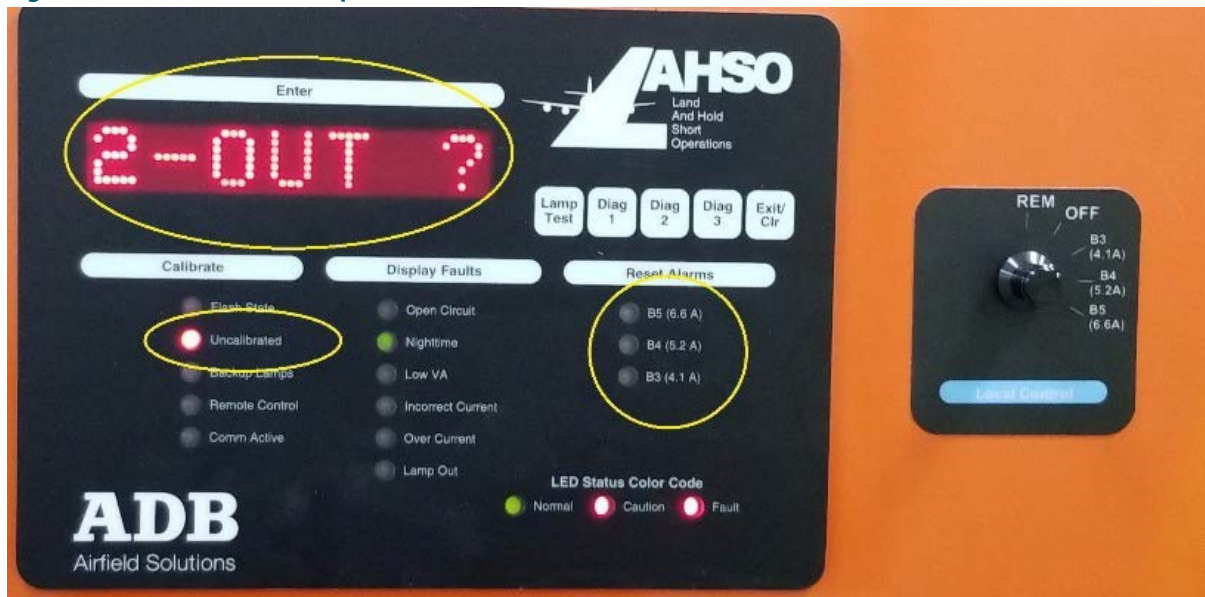 Enter
2-OUT ?
LAHSO
Land
And Hold
Short
Operations
Lamp Test
Diag 1
Diag 2
Diag 3
Exit/ Clr
Calibrate
Flash State
Uncalibrated
Backup Lamps
Remote Control
Comm Active
Display Faults
Open Circuit
Nighttime
Low VA
Incorrect Current
Over Current
Lamp Out
Reset Alarms
B5 (6.6 A)
B4 (5.2 A)
B3 (4.1 A)
LED Status Color Code
Normal Caution Fault
ADB
Airfield Solutions
REM
OFF
B3
(4.1A)
B4
(5.2A)
B5
(6.6A)
Local Control